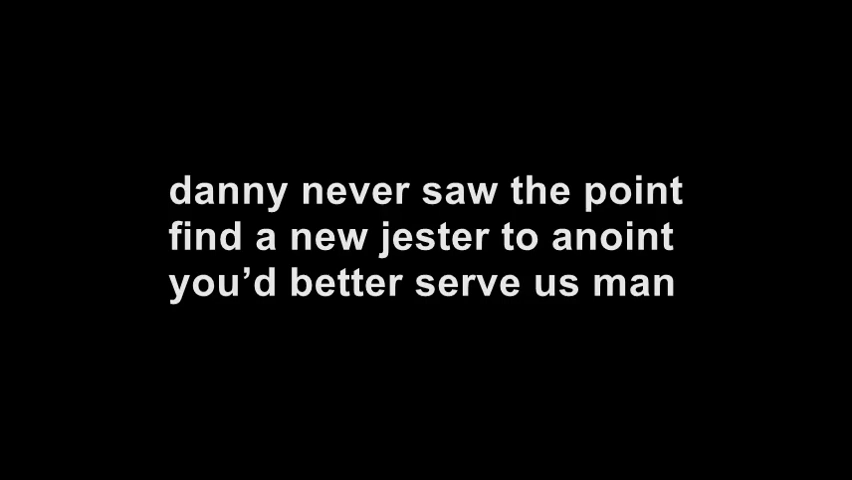 danny never saw the point
find a new jester to anoint
you’d better serve us man